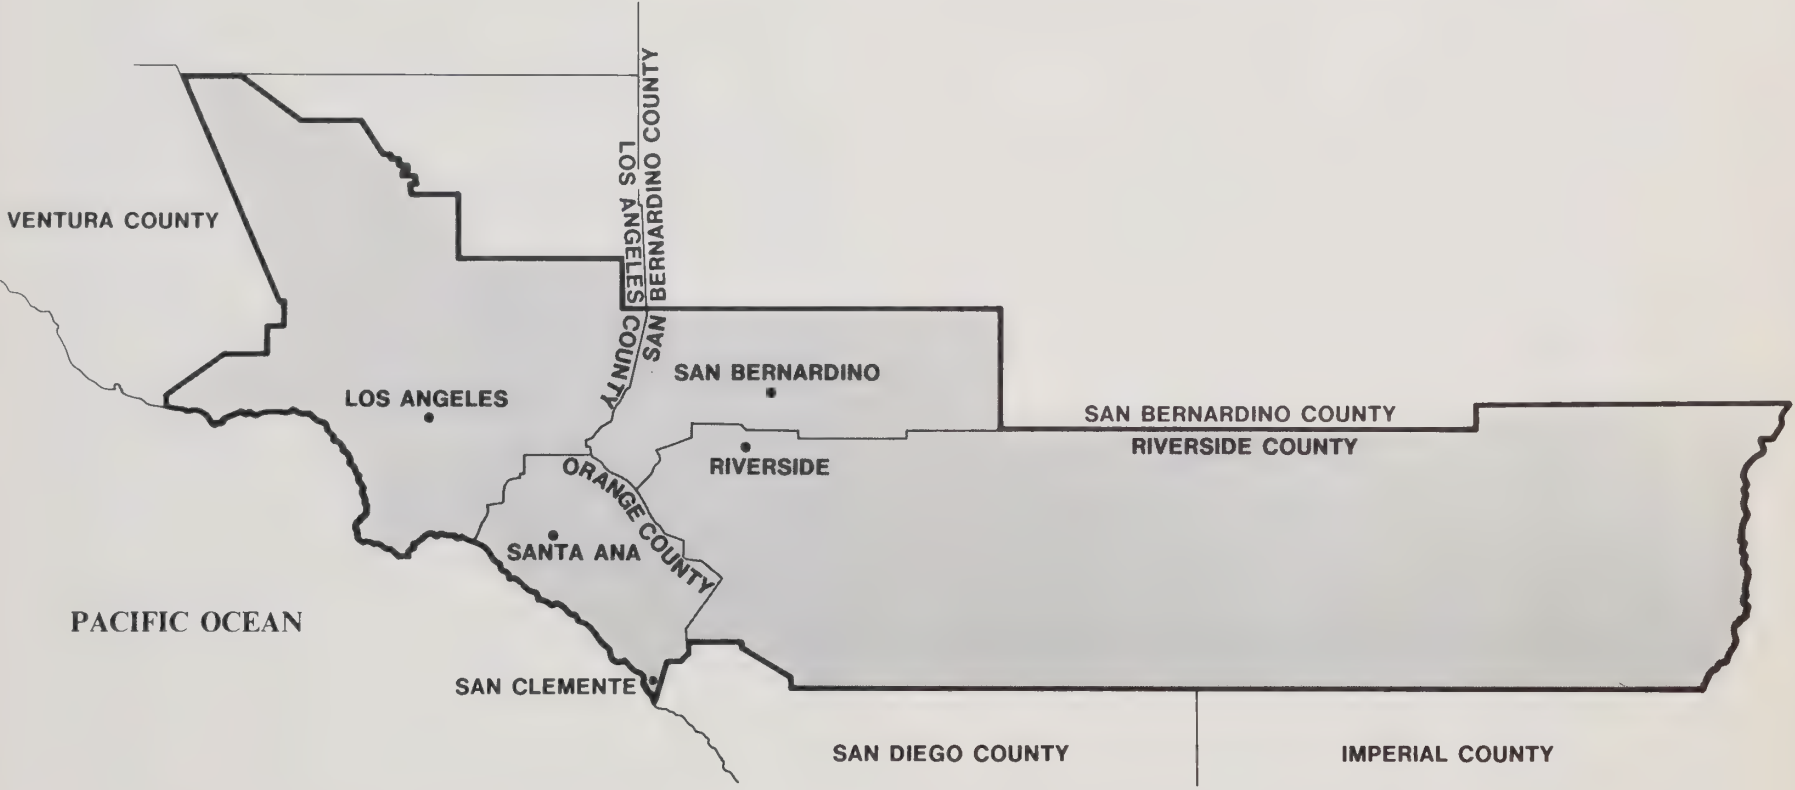 SAN BERNARDINO COUNTY
LOS ANGELES COUNTY
VENTURA COUNTY
SAN BERNARDINO
LOS ANGELES
SAN BERNARDINO COUNTY
RIVERSIDE COUNTY
RIVERSIDE
ORANGE COUNTY
SANTA ANA
PACIFIC OCEAN
SAN CLEMENTE
SAN DIEGO COUNTY
IMPERIAL COUNTY